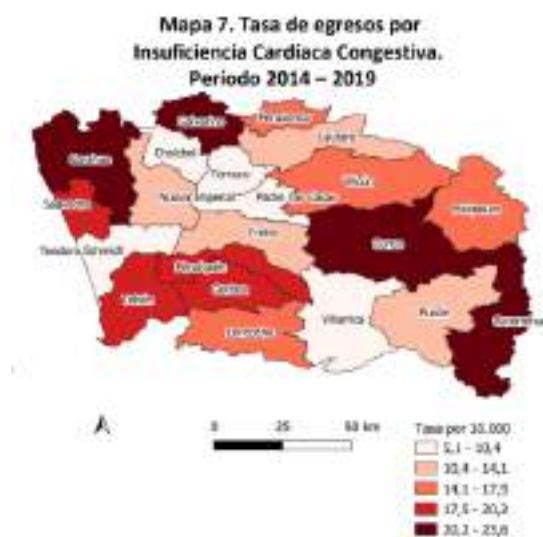 Mapa 7. Tasa de egresos por
Insuficiencia Cardiaca Congestiva.
Periodo 2014 – 2019
Galvarino
Perquenco
Lautaro
Cholchol
Carahue
Temuco
Vilcún
Nueva Imperial
Padre Las Casas
Saavedra
Melipeuco
Freire
Cunco
Teodoro Schmidt
Pitrufquén
Gorbea
Toltén
Loncoche
Villarrica
Pucón
Curarrehue
0 25 50 km
Tasa por 10.000
5,1 - 10,4
10,4 - 14,1
14,1 - 17,5
17,5 - 20,2
20,2 - 23,6